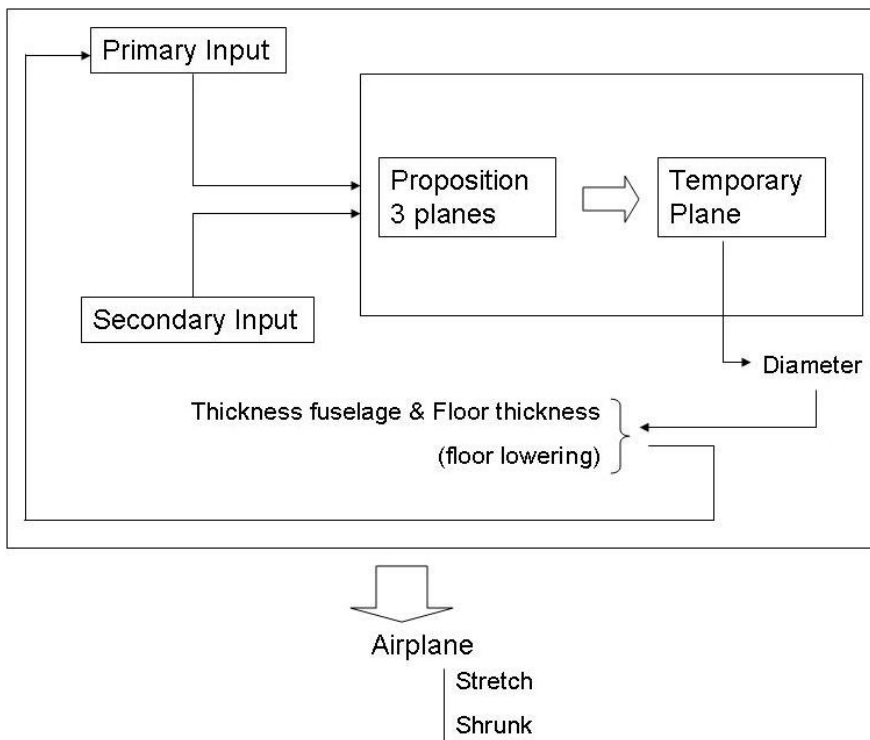 Primary Input
Proposition
3 planes
Temporary
Plane
Secondary Input
Diameter
Thickness fuselage & Floor thickness
(floor lowering)
Airplane
Stretch
Shrunk